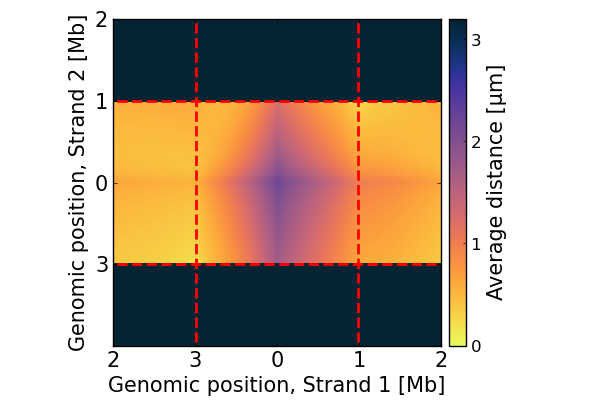 2
1
0
3
Genomic position, Strand 2 [Mb]
2 3 0 1 2
Genomic position, Strand 1 [Mb]
3
2
1
0
Average distance [μm]